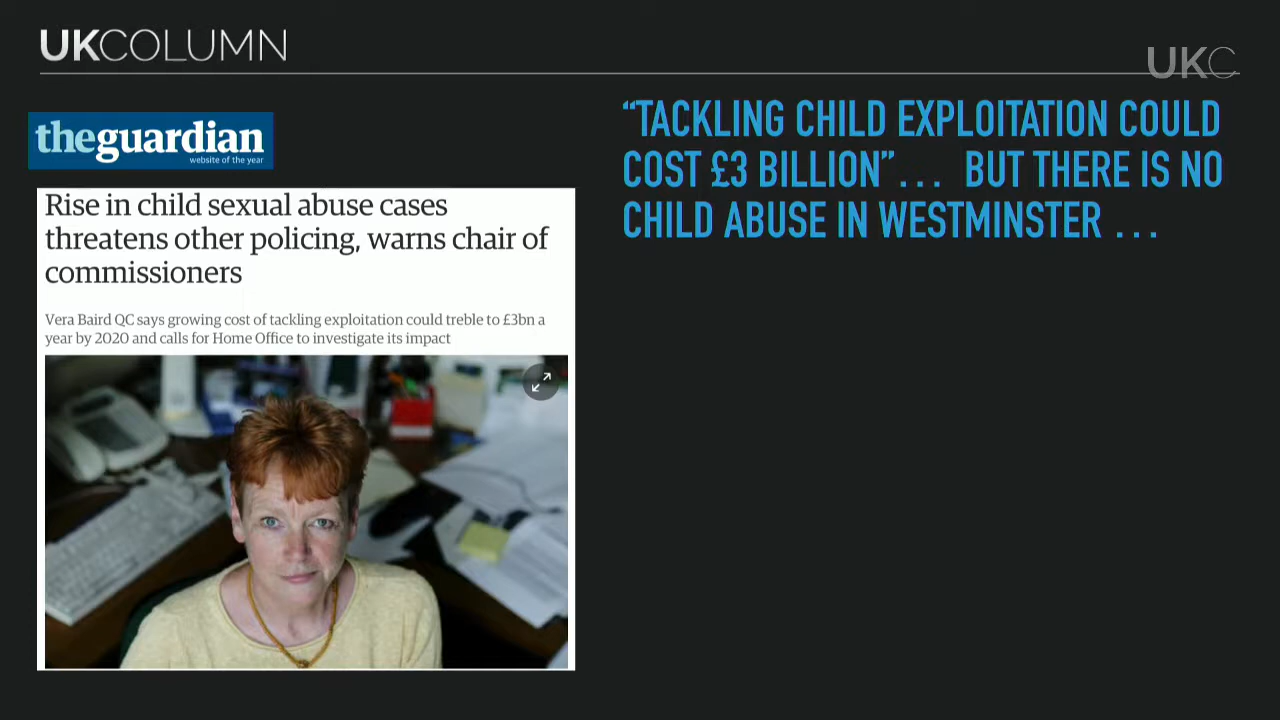 UKCOLUMN
UKC
theguardian
website of the year
Rise in child sexual abuse cases
threatens other policing, warns chair of
commissioners
Vera Baird QC says growing cost of tackling exploitation could treble to £3bn a
year by 2020 and calls for Home Office to investigate its impact
“TACKLING CHILD EXPLOITATION COULD
COST £3 BILLION”... BUT THERE IS NO
CHILD ABUSE IN WESTMINSTER ...